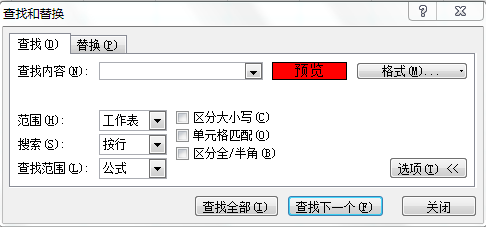 查找和替换
查找(D) 替换(P)
查找内容(N): 预览 格式(M)...
范围(H): 工作表 区分大小写(C)
搜索(S): 按行 单元格匹配(O)
查找范围(L): 公式 区分全/半角(B)
选项(T) <<
查找全部(I) 查找下一个(F) 关闭